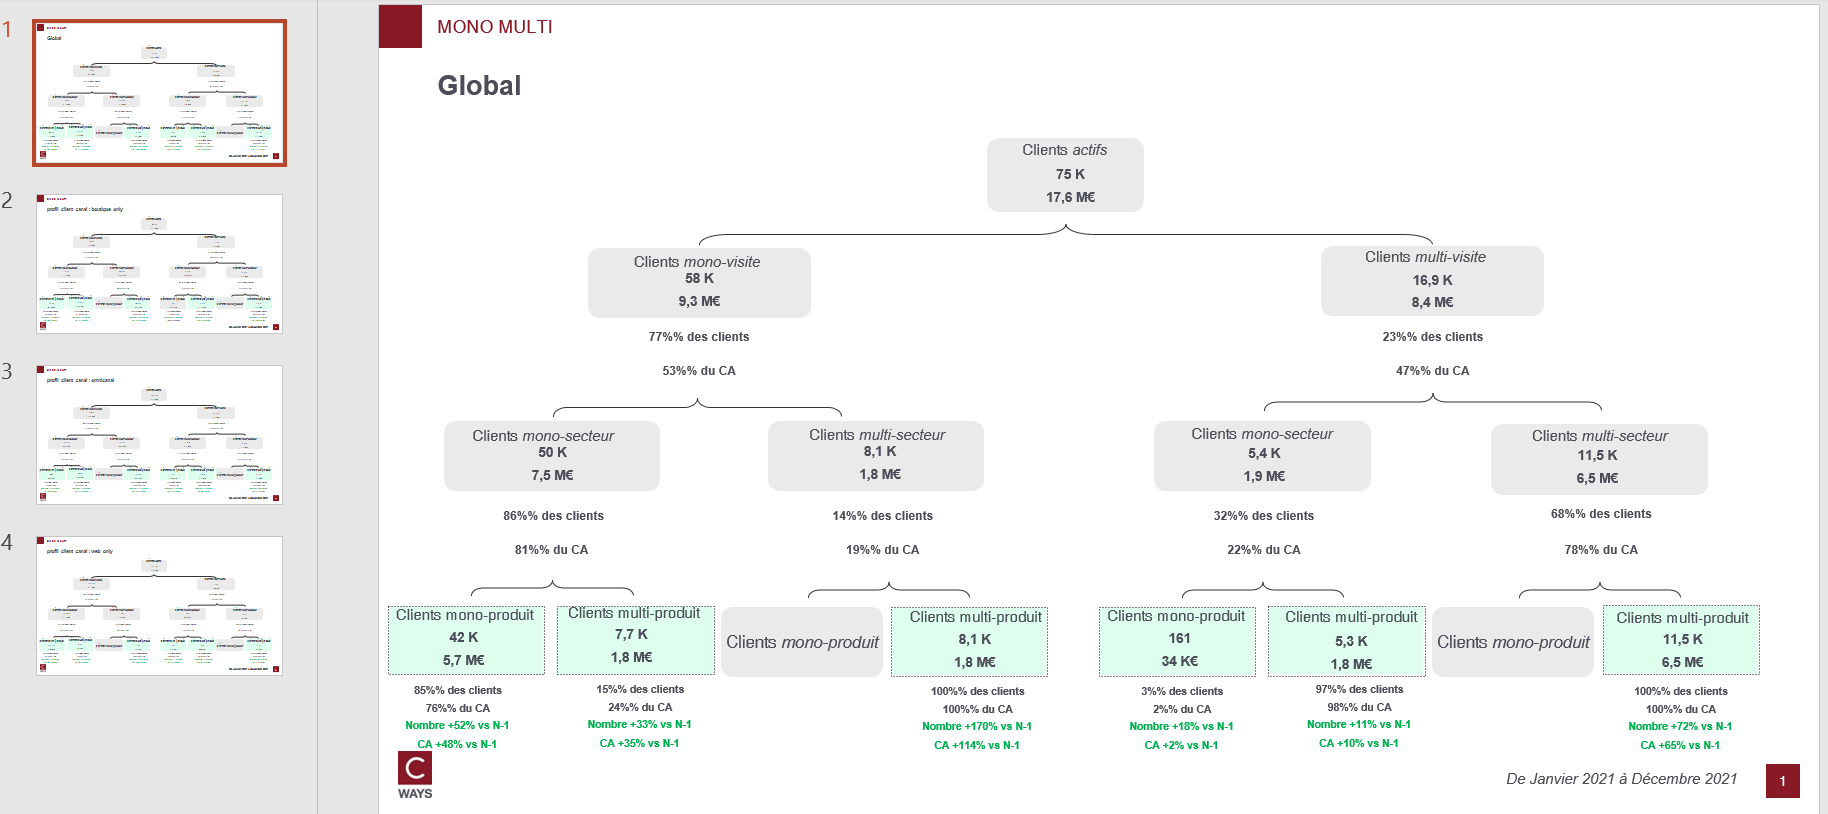 1
Global
2
profil_client_canal : boutique_only
3
profil_client_canal : omnicanal
4
profil_client_canal : web_only
MONO MULTI
Global
Clients actifs
75 K
17,6 M€
Clients mono-visite
58 K
9,3 M€
77%% des clients
53%% du CA
Clients multi-visite
16,9 K
8,4 M€
23%% des clients
47%% du CA
Clients mono-secteur
50 K
7,5 M€
86%% des clients
81%% du CA
Clients multi-secteur
8,1 K
1,8 M€
14%% des clients
19%% du CA
Clients mono-secteur
5,4 K
1,9 M€
32%% des clients
22%% du CA
Clients multi-secteur
11,5 K
6,5 M€
68%% des clients
78%% du CA
Clients mono-produit
42 K
5,7 M€
85%% des clients
76%% du CA
Nombre +52% vs N-1
CA +48% vs N-1
Clients multi-produit
7,7 K
1,8 M€
15%% des clients
24%% du CA
Nombre +33% vs N-1
CA +35% vs N-1
Clients mono-produit
Clients multi-produit
8,1 K
1,8 M€
100%% des clients
100%% du CA
Nombre +170% vs N-1
CA +114% vs N-1
Clients mono-produit
161
34 K€
3%% des clients
2%% du CA
Nombre +18% vs N-1
CA +2% vs N-1
Clients multi-produit
5,3 K
1,8 M€
97%% des clients
98%% du CA
Nombre +11% vs N-1
CA +10% vs N-1
Clients mono-produit
Clients multi-produit
11,5 K
6,5 M€
100%% des clients
100%% du CA
Nombre +72% vs N-1
CA +65% vs N-1
C
WAYS
De Janvier 2021 à Décembre 2021
1